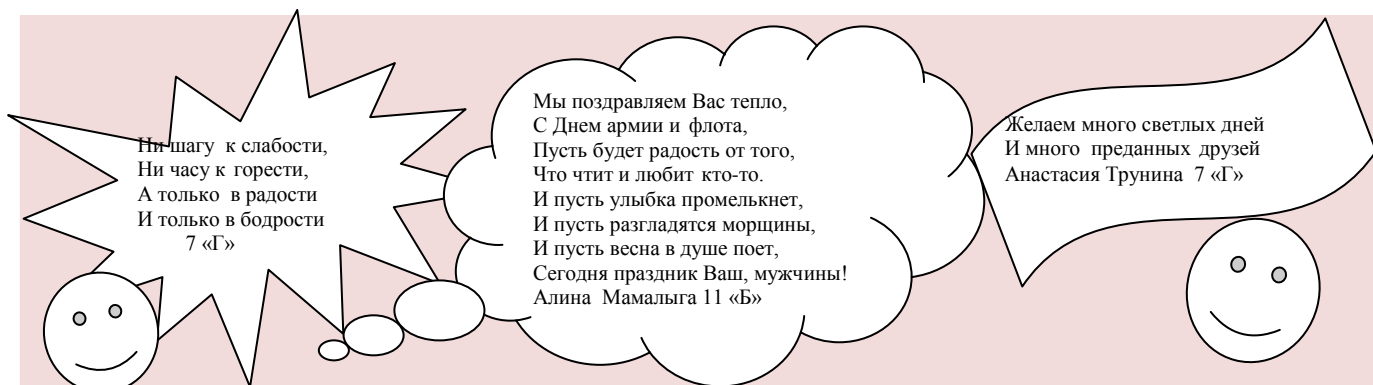 Ни шагу к слабости,
Ни часу к горести,
А только в радости
И только в бодрости
7 «Г»
Мы поздравляем Вас тепло,
С Днем армии и флота,
Пусть будет радость от того,
Что чтит и любит кто-то.
И пусть улыбка промелькнет,
И пусть разгладятся морщины,
И пусть весна в душе поет,
Сегодня праздник Ваш, мужчины!
Алина Мамалыга 11 «Б»
Желаем много светлых дней
И много преданных друзей
Анастасия Трунина 7 «Г»